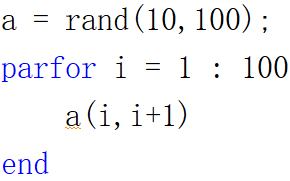 a = rand(10,100);
parfor i = 1 : 100
    a(i,i+1)
end